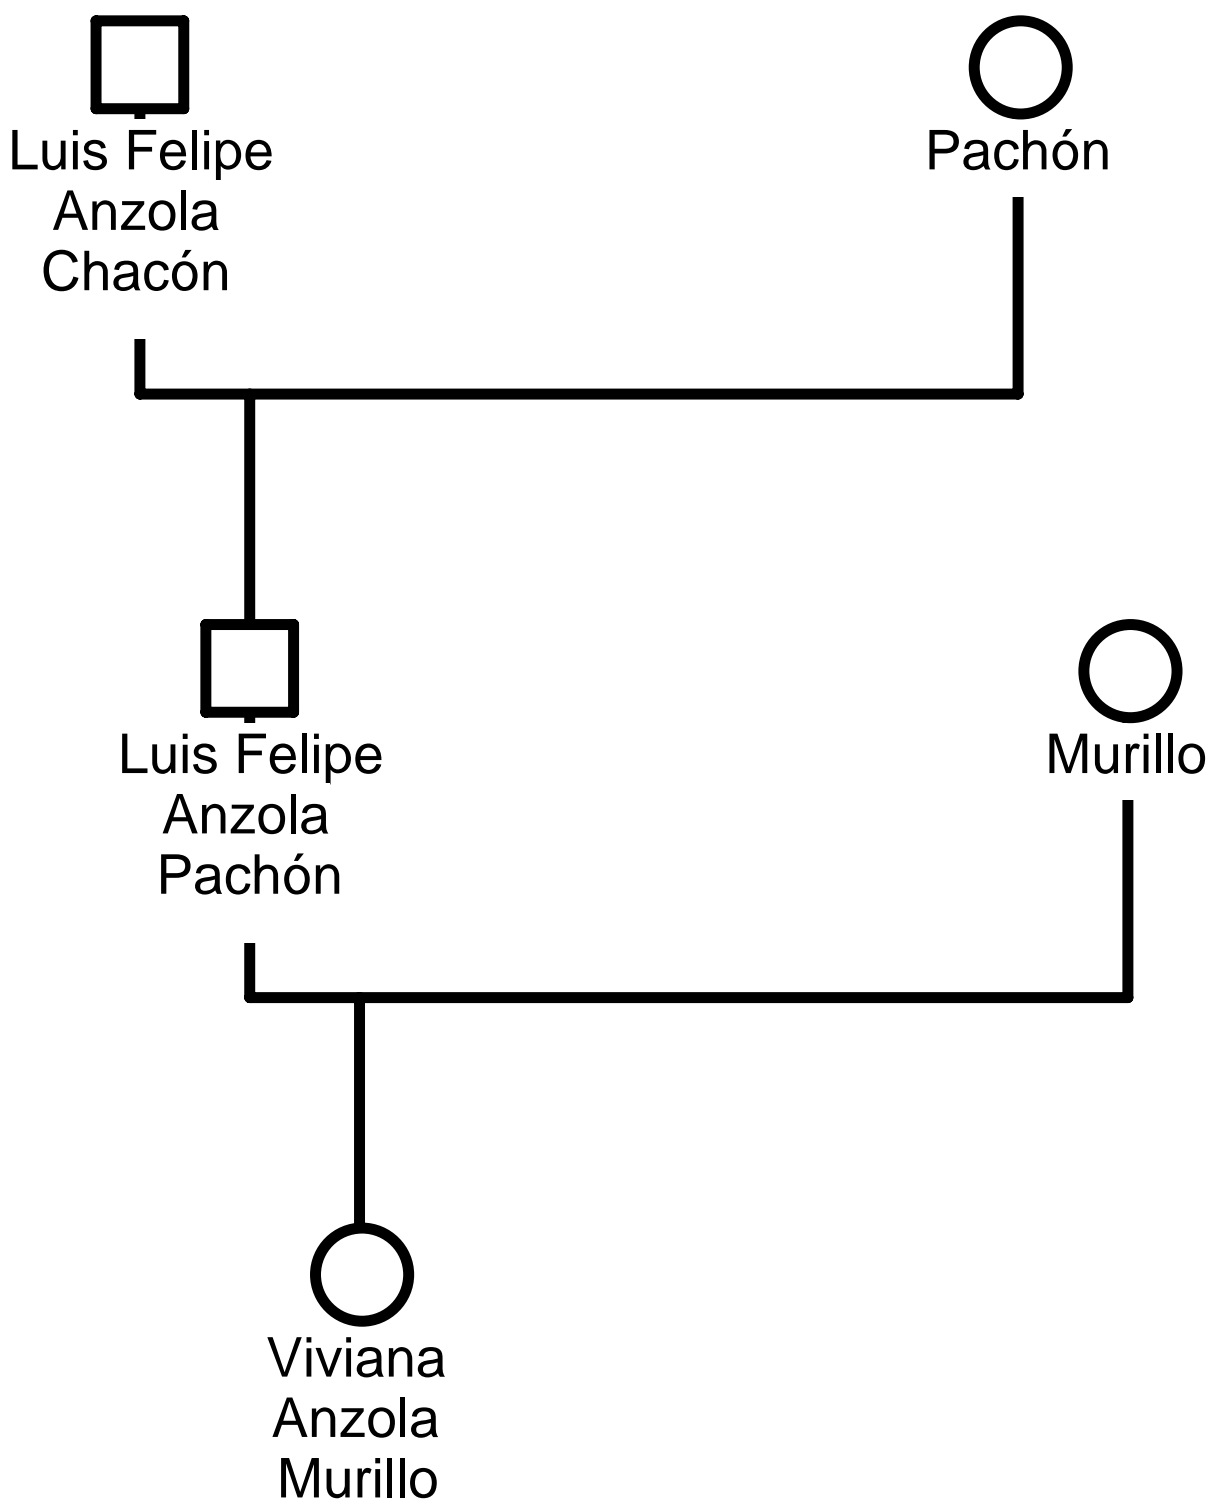 Luis Felipe
Anzola
Chacón
Pachón
Luis Felipe
Anzola
Pachón
Murillo
Viviana
Anzola
Murillo